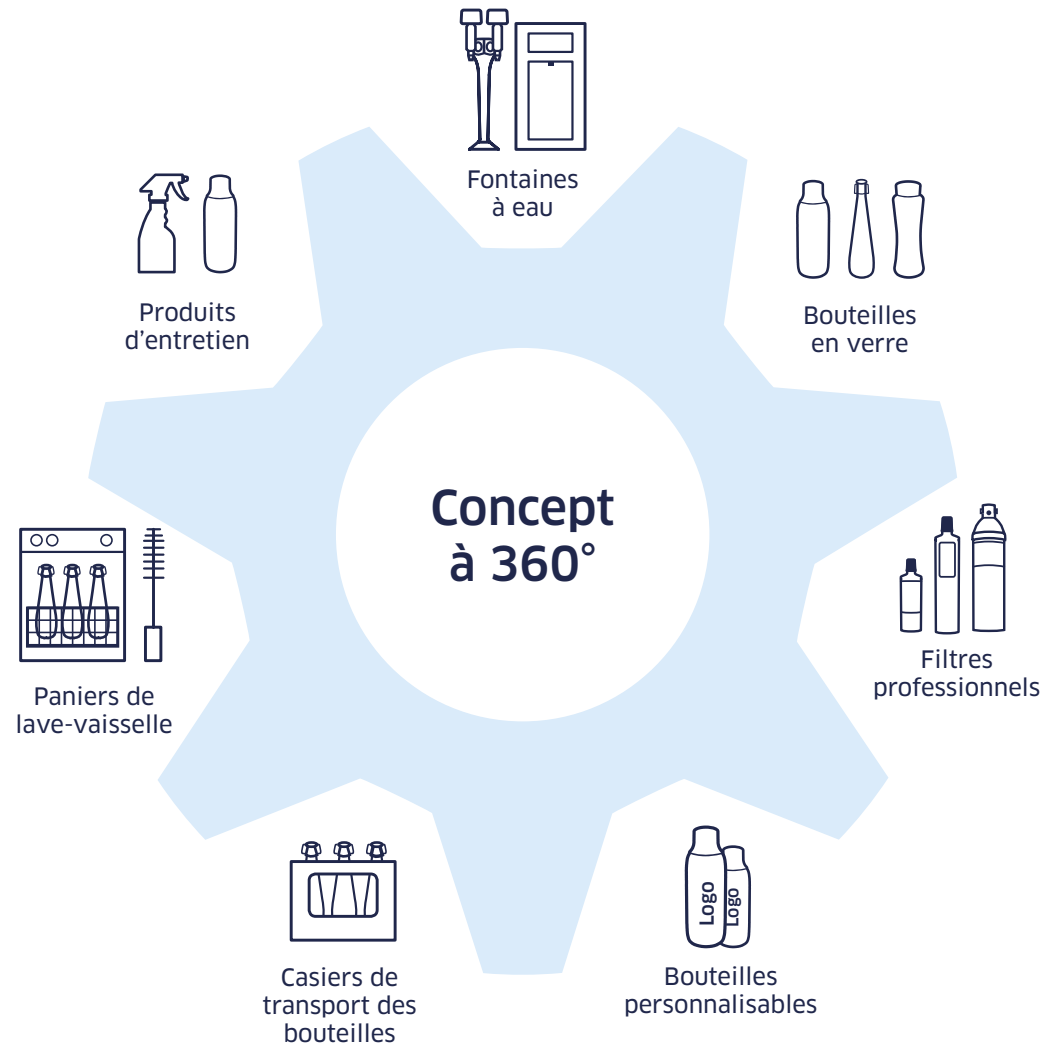 Fontaines
à eau
Produits
d’entretien
Bouteilles
en verre
Concept
à 360°
Paniers de
lave-vaisselle
Filtres
professionnels
Logo
Logo
Casiers de
transport des
bouteilles
Bouteilles
personnalisables